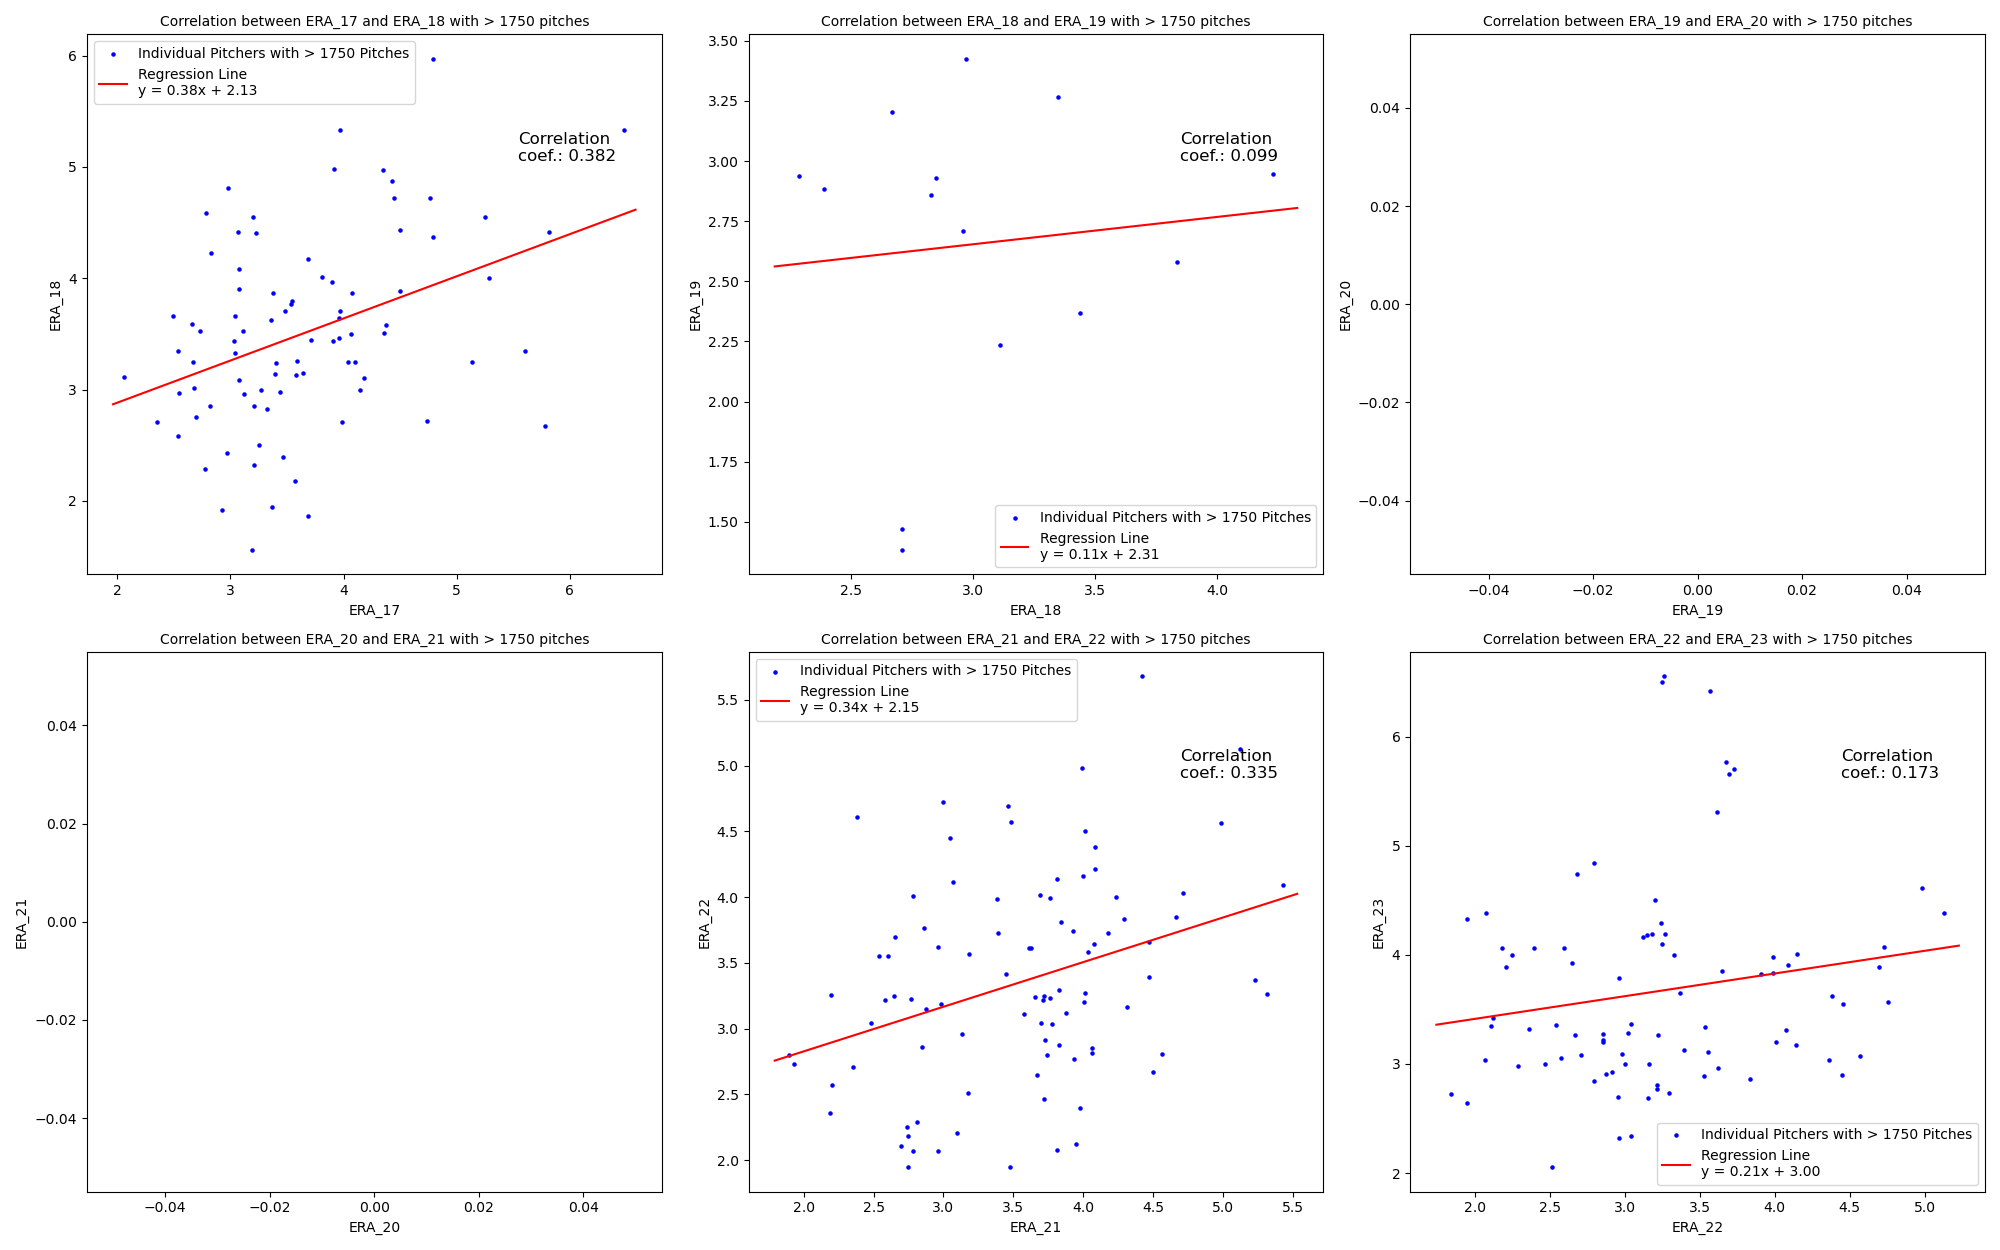 Correlation between ERA_17 and ERA_18 with > 1750 pitches
Individual Pitchers with > 1750 Pitches
Regression Line
y = 0.38x + 2.13
Correlation
coef.: 0.382
6
5
4
3
2
ERA_18
2
3
4
5
6
ERA_17
Correlation between ERA_18 and ERA_19 with > 1750 pitches
3.50
3.25
3.00
2.75
2.50
2.25
2.00
1.75
1.50
ERA_19
Correlation
coef.: 0.099
Individual Pitchers with > 1750 Pitches
Regression Line
y = 0.11x + 2.31
2.5
3.0
3.5
4.0
ERA_18
Correlation between ERA_19 and ERA_20 with > 1750 pitches
0.04
0.02
0.00
−0.02
−0.04
ERA_20
−0.04
−0.02
0.00
0.02
0.04
ERA_19
Correlation between ERA_20 and ERA_21 with > 1750 pitches
0.04
0.02
0.00
−0.02
−0.04
ERA_21
−0.04
−0.02
0.00
0.02
0.04
ERA_20
Correlation between ERA_21 and ERA_22 with > 1750 pitches
Individual Pitchers with > 1750 Pitches
Regression Line
y = 0.34x + 2.15
Correlation
coef.: 0.335
5.5
5.0
4.5
4.0
3.5
3.0
2.5
2.0
ERA_22
2.0
2.5
3.0
3.5
4.0
4.5
5.0
5.5
ERA_21
Correlation between ERA_22 and ERA_23 with > 1750 pitches
Correlation
coef.: 0.173
6
5
4
3
2
ERA_23
Individual Pitchers with > 1750 Pitches
Regression Line
y = 0.21x + 3.00
2.0
2.5
3.0
3.5
4.0
4.5
5.0
ERA_22